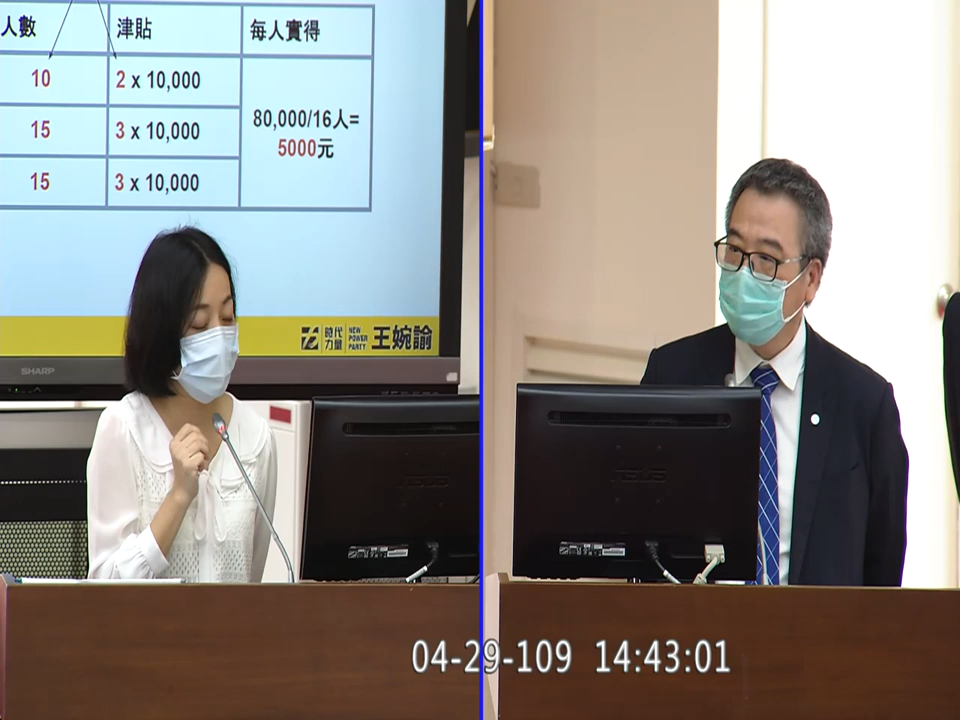 人數 津貼 每人實得
10 2 x 10,000
15 3 x 10,000
15 3 x 10,000
80,000/16人=
5000元
時代
力量
NEW
POWER
PARTY
王婉諭
SHARP
ASUS
04-29-109 14:43:01